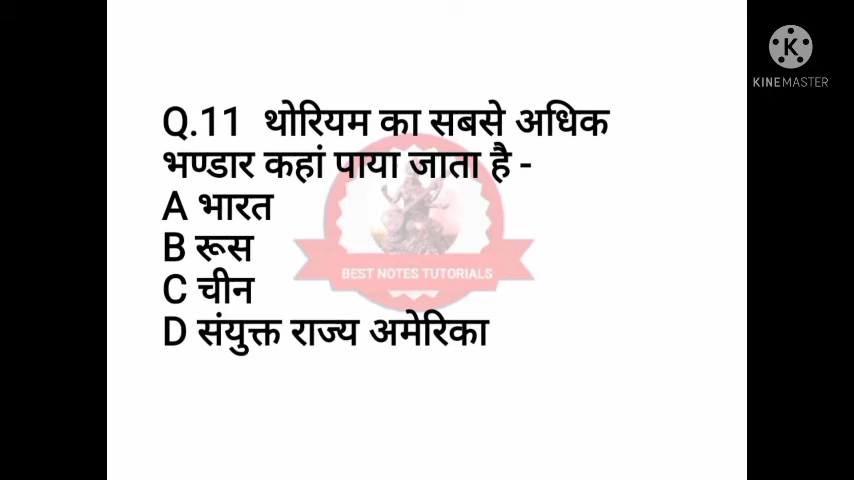 KINEMASTER
Q.11 थोरियम का सबसे अधिक
भण्डार कहां पाया जाता है -
A भारत
B रूस
C चीन
D संयुक्त राज्य अमेरिका
BEST NOTES TUTORIALS